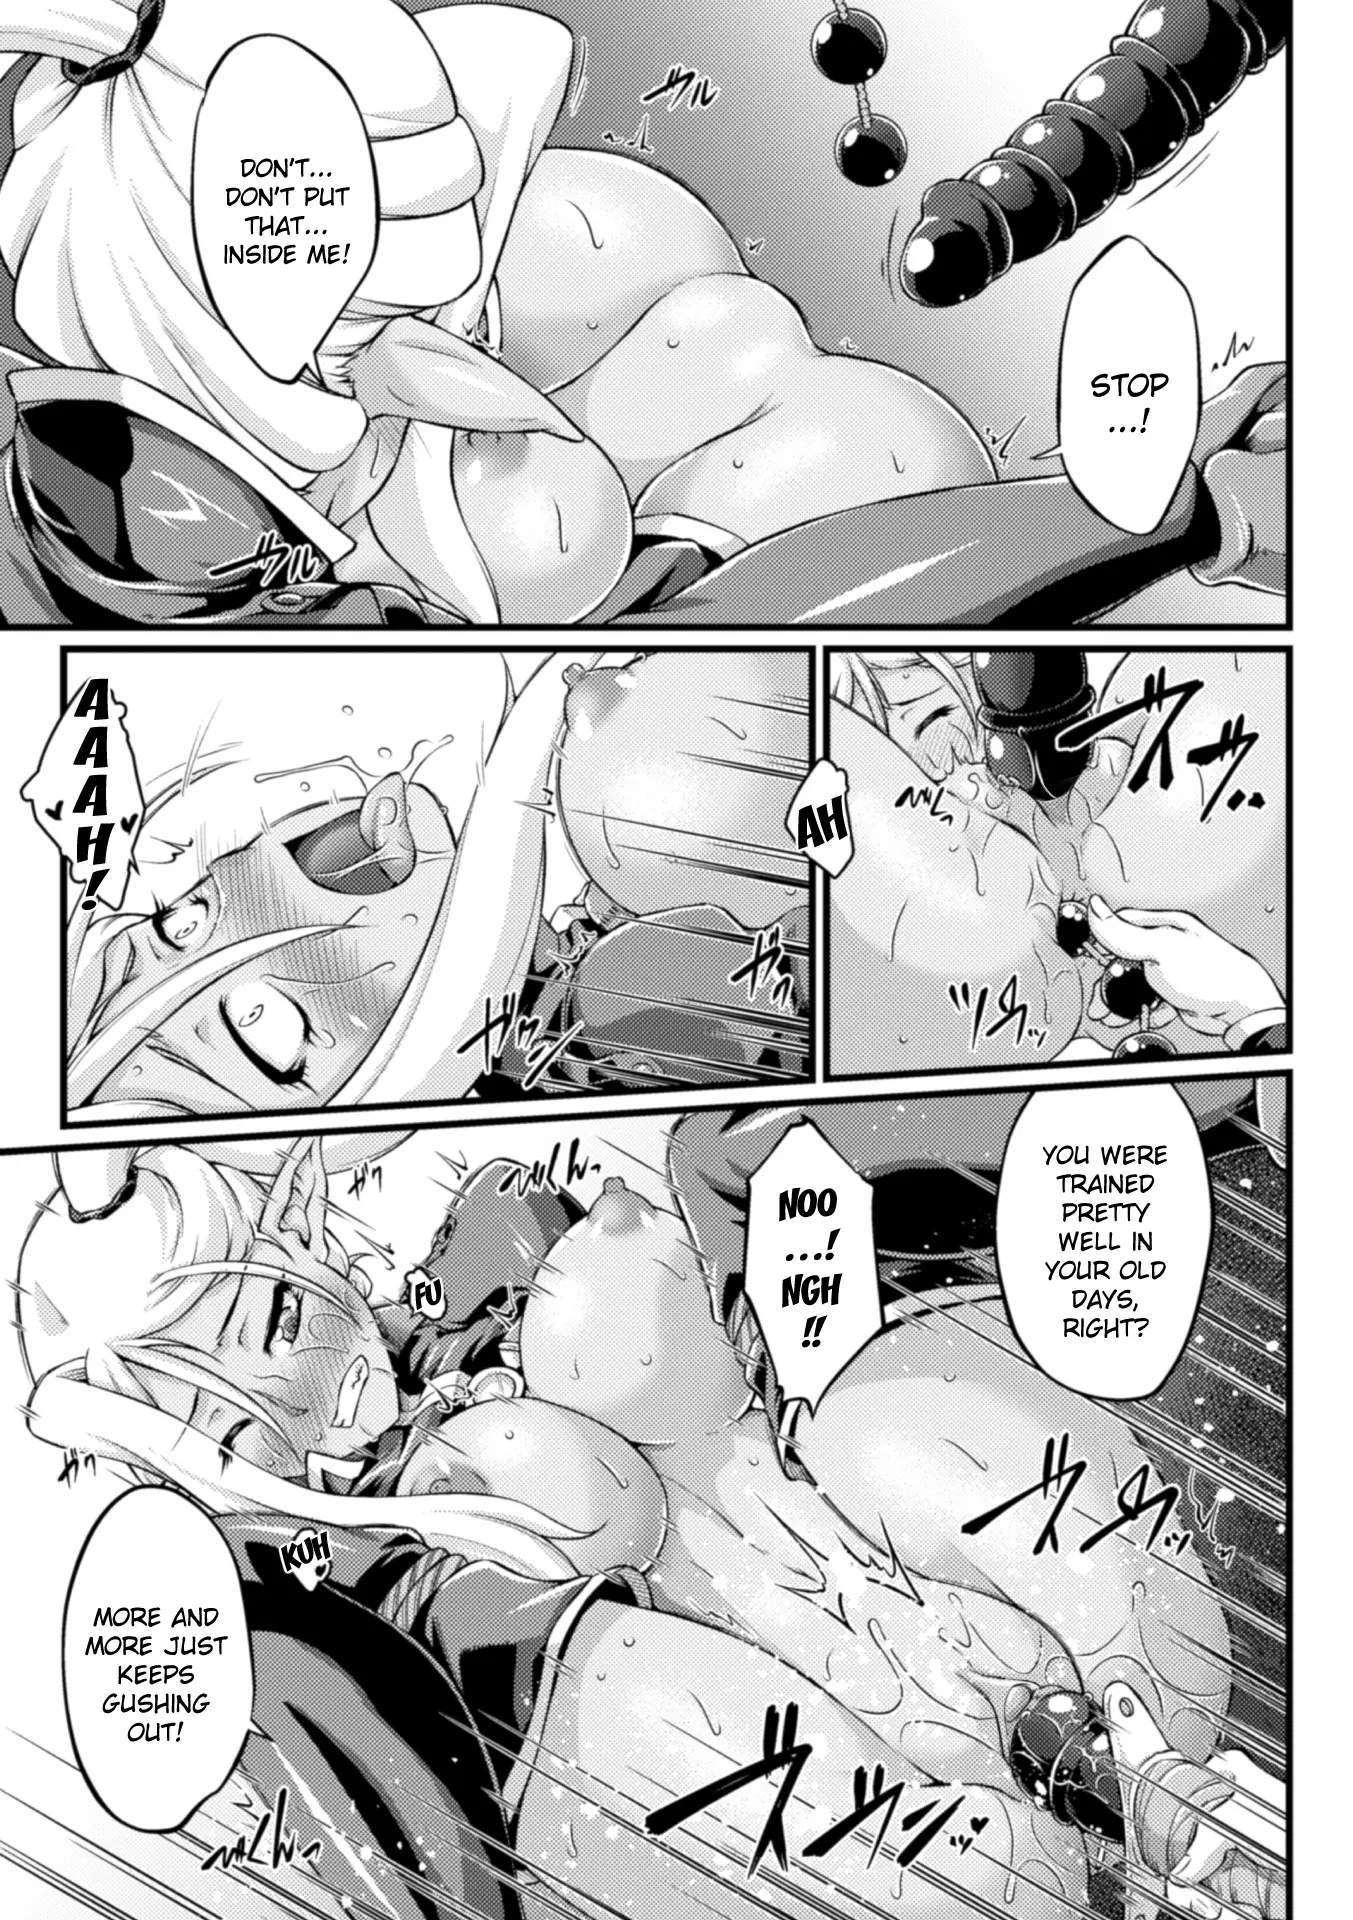 STOP
...!
DON'T...
DON'T PUT
THAT...
INSIDE ME!
AH
AAAAH!
YOU WERE
TRAINED
PRETTY
WELL IN
YOUR OLD
DAYS,
RIGHT?
NOO
...!
NGH
!!
FU
KUH
MORE AND
MORE JUST
KEEPS
GUSHING
OUT!